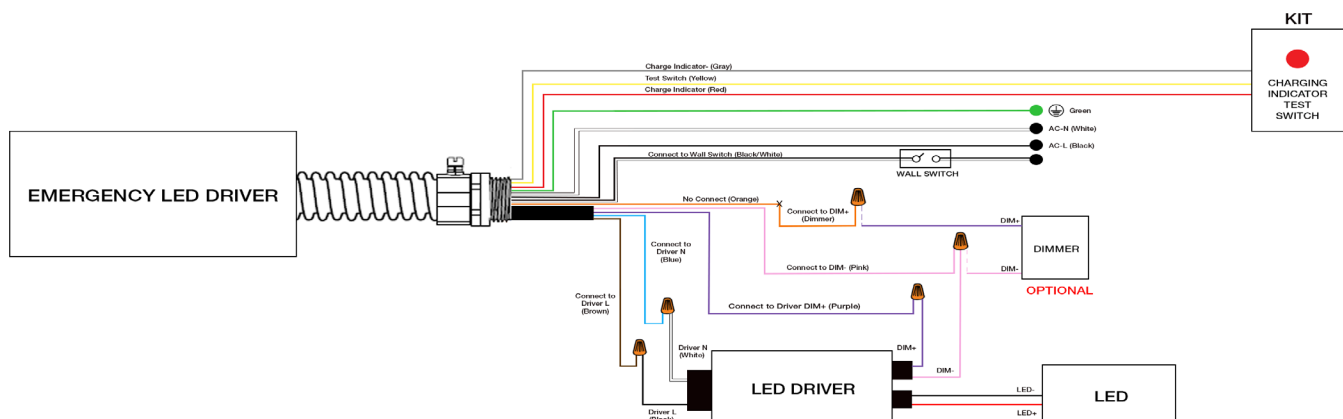 KIT
Charge Indicator- (Gray)
Test Switch (Yellow)
Charge Indicator (Red)
CHARGING
INDICATOR
TEST
SWITCH
Green
AC-N (White)
AC-L (Black)
Connect to Wall Switch (Black/White)
WALL SWITCH
EMERGENCY LED DRIVER
No Connect (Orange)
X
Connect to DIM+
(Dimmer)
DIM+
DIMMER
DIM-
OPTIONAL
Connect to
Driver N
(Blue)
Connect to DIM- (Pink)
Connect to
Driver L
(Brown)
Connect to Driver DIM+ (Purple)
Driver N
(White)
DIM+
DIM-
LED DRIVER
LED-
LED+
LED
Driver L
(Black)